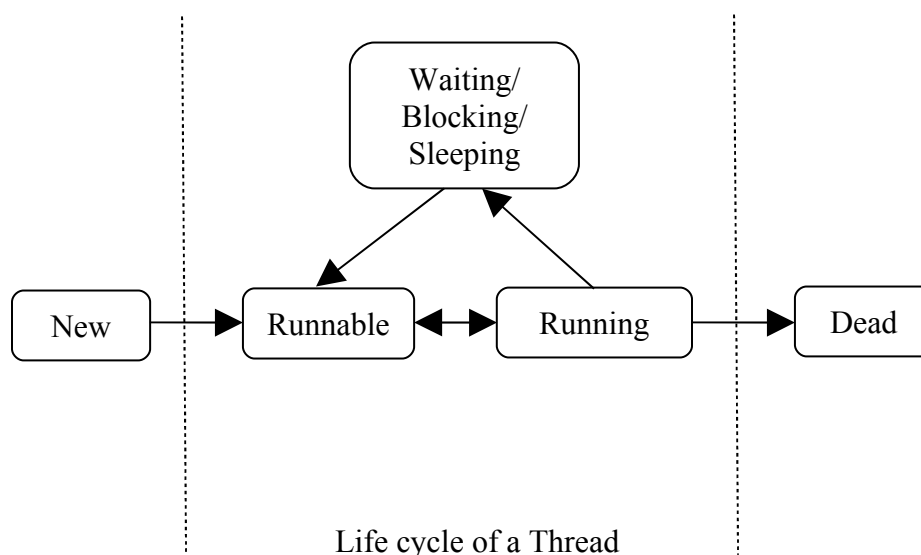 Waiting/
Blocking/
Sleeping
New
Runnable
Running
Dead
Life cycle of a Thread